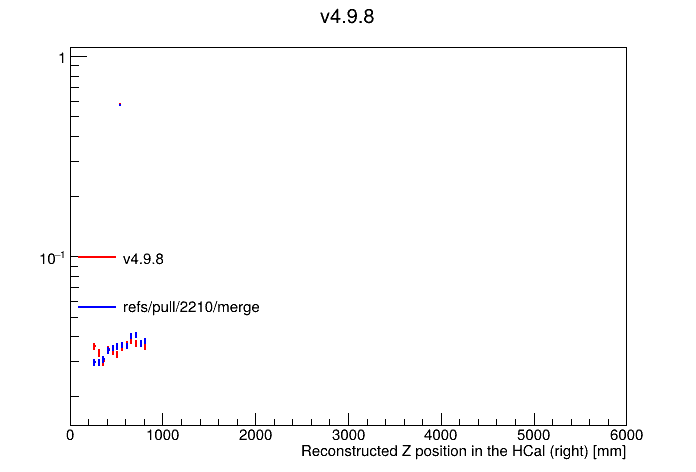 v4.9.8
1
10⁻¹
v4.9.8
refs/pull/2210/merge
0 1000 2000 3000 4000 5000 6000
Reconstructed Z position in the HCal (right) [mm]